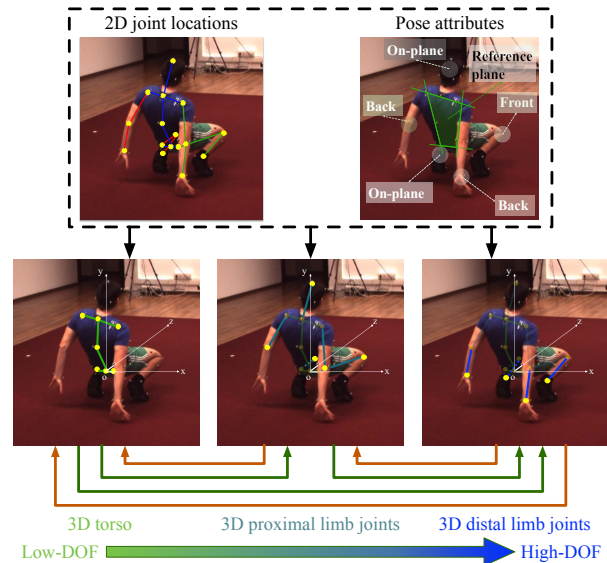 2D joint locations
Pose attributes
On-plane
Reference
plane
Back
Front
On-plane
Back
y
z
x
o
y
z
x
o
y
z
x
o
3D torso
3D proximal limb joints
3D distal limb joints
Low-DOF
High-DOF